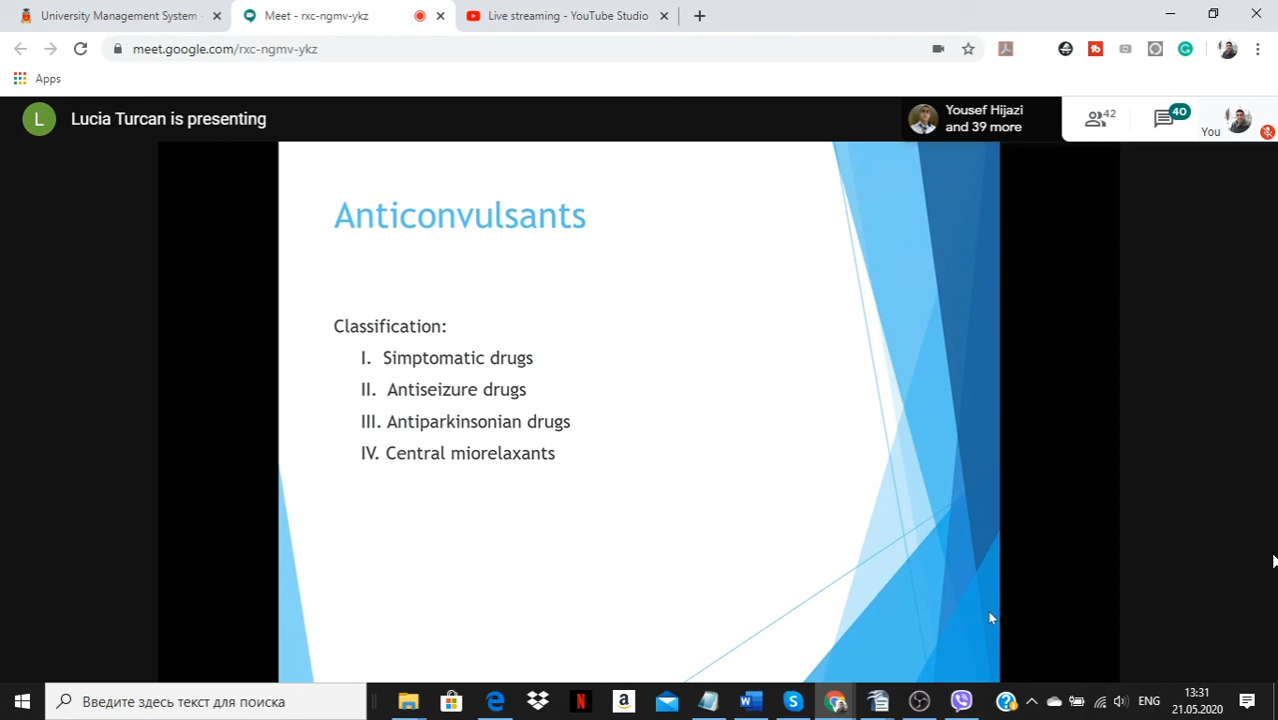 University Management System -
Meet - rxc-ngmv-ykz
Live streaming - YouTube Studio
meet.google.com/rxc-ngmv-ykz
Apps
L
Lucia Turcan is presenting
Yousef Hijazi
and 39 more
42
40
You
Anticonvulsants
Classification:
I. Simptomatic drugs
II. Antiseizure drugs
III. Antiparkinsonian drugs
IV. Central miorelaxants
Введите здесь текст для поиска
ENG
13:31
21.05.2020